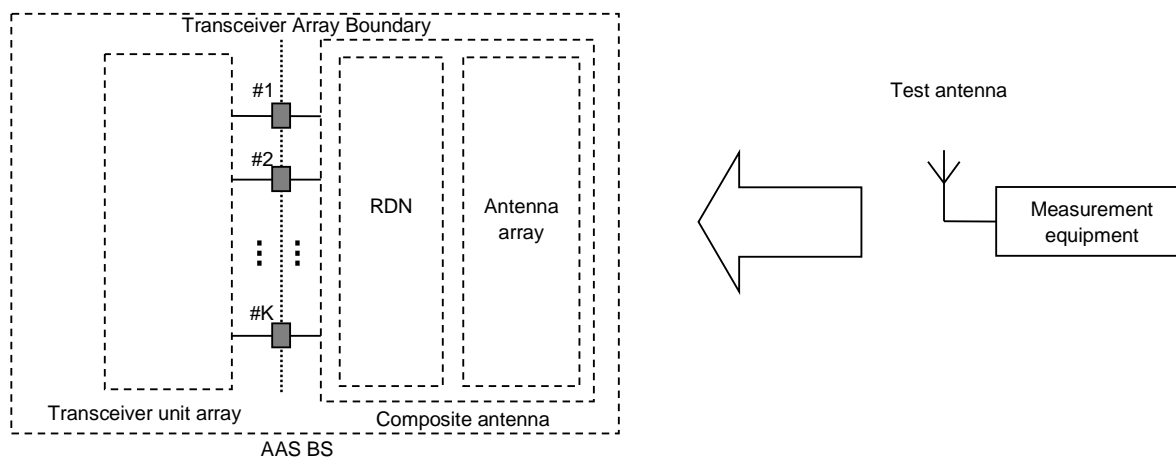 Transceiver Array Boundary
#1
#2
#K
RDN
Antenna
array
Transceiver unit array
Composite antenna
AAS BS
Test antenna
Measurement
equipment